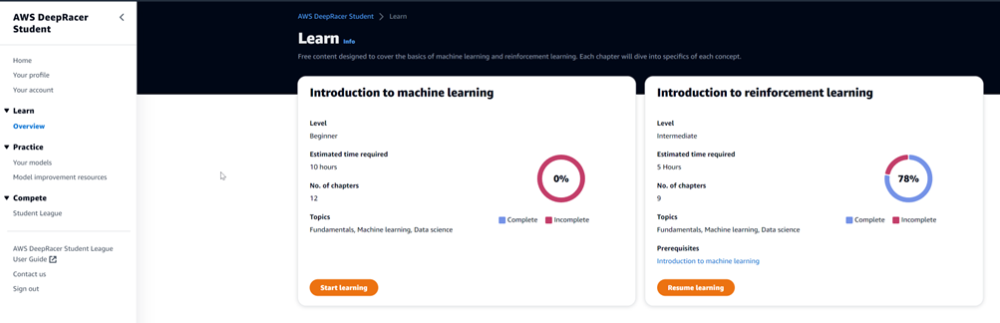 AWS DeepRacer
Student
Home
Your profile
Your account
Learn
Overview
Practice
Your models
Model improvement resources
Compete
Student League
AWS DeepRacer Student League
User Guide
Contact us
Sign out
AWS DeepRacer Student > Learn
Learn Info
Free content designed to cover the basics of machine learning and reinforcement learning. Each chapter will dive into specifics of each concept.
Introduction to machine learning
Level
Beginner
Estimated time required
10 hours
No. of chapters
12
Topics
Fundamentals, Machine learning, Data science
0%
Complete Incomplete
Start learning
Introduction to reinforcement learning
Level
Intermediate
Estimated time required
5 Hours
No. of chapters
9
Topics
Fundamentals, Machine learning, Data science
Prerequisites
Introduction to machine learning
78%
Complete Incomplete
Resume learning